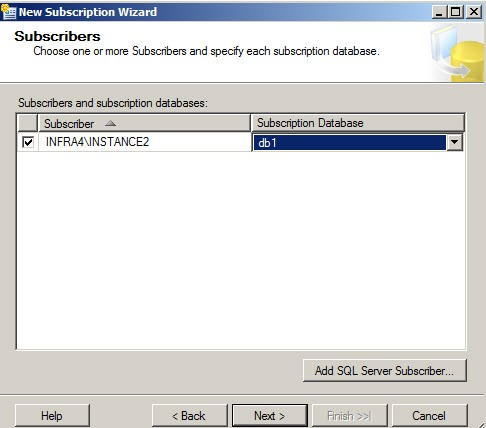 New Subscription Wizard
Subscribers
Choose one or more Subscribers and specify each subscription database.
Subscribers and subscription databases:
Subscriber Subscription Database
INFRA4\INSTANCE2 db1
Add SQL Server Subscriber...
Help < Back Next > Finish >>| Cancel